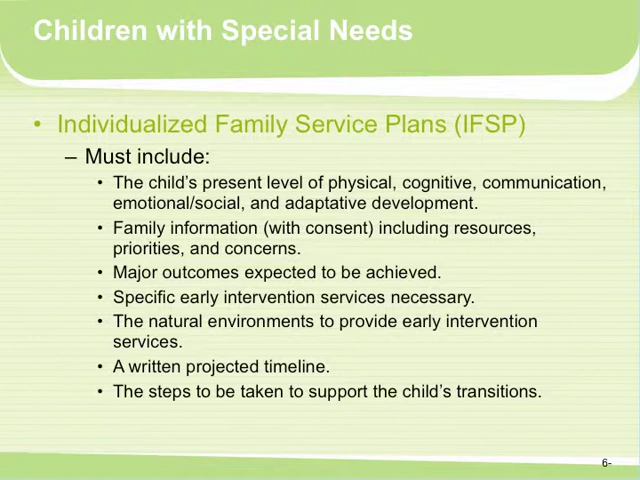 Children with Special Needs
• Individualized Family Service Plans (IFSP)
– Must include:
• The child’s present level of physical, cognitive, communication,
emotional/social, and adaptative development.
• Family information (with consent) including resources,
priorities, and concerns.
• Major outcomes expected to be achieved.
• Specific early intervention services necessary.
• The natural environments to provide early intervention
services.
• A written projected timeline.
• The steps to be taken to support the child’s transitions.
6-